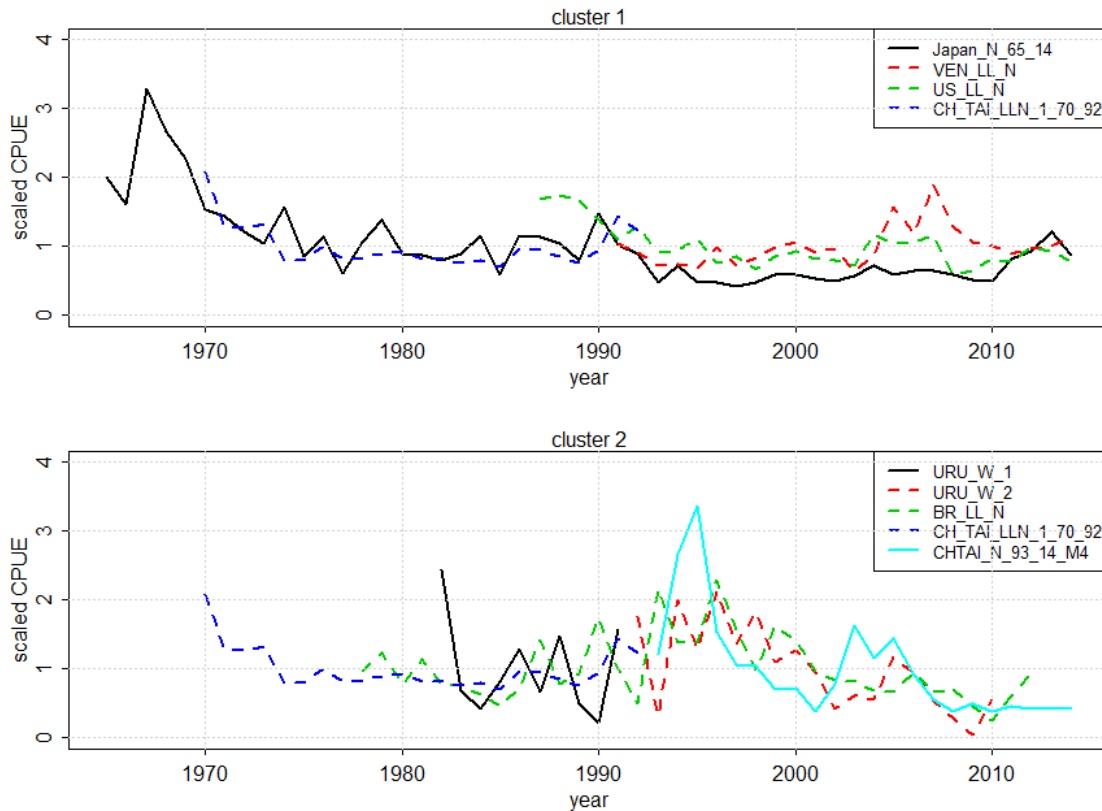 cluster 1
scaled CPUE
4
3
2
1
0
Japan_N_65_14
VEN_LL_N
US_LL_N
CH_TAI_LLN_1_70_92
1970 1980 1990 2000 2010
year
cluster 2
scaled CPUE
4
3
2
1
0
URU_W_1
URU_W_2
BR_LL_N
CH_TAI_LLN_1_70_92
CHTAI_N_93_14_M4
1970 1980 1990 2000 2010
year